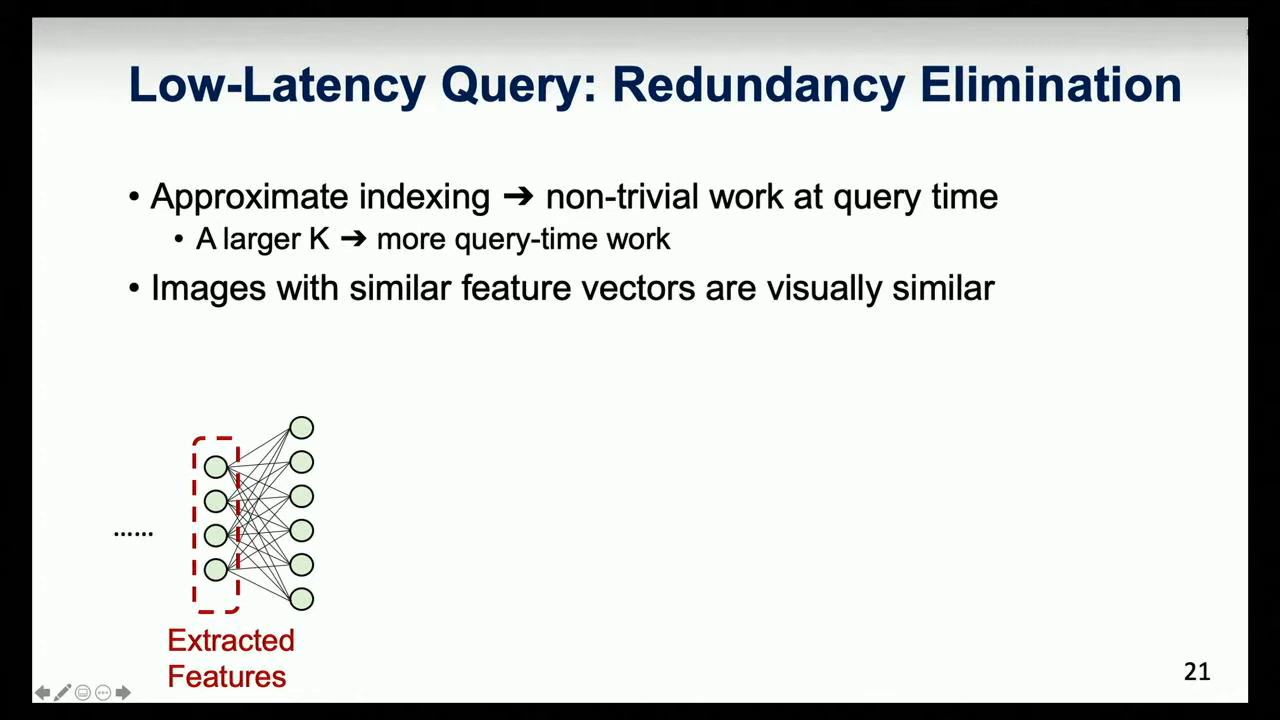 Low-Latency Query: Redundancy Elimination
• Approximate indexing ➔ non-trivial work at query time
• A larger K ➔ more query-time work
• Images with similar feature vectors are visually similar
......
Extracted
Features
21